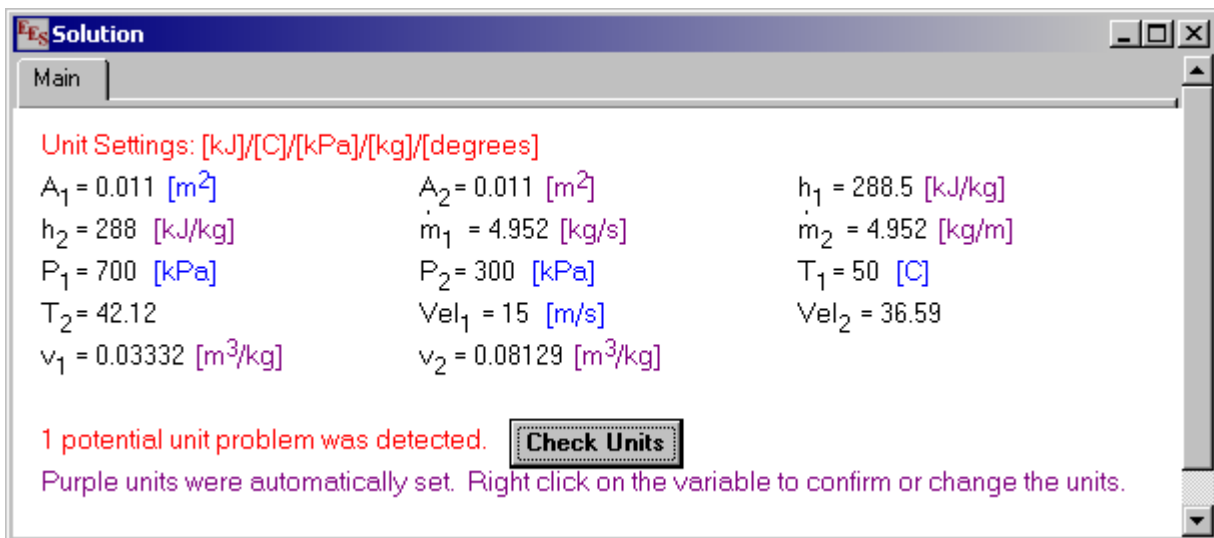 EES Solution
Main
Unit Settings: [kJ]/[C]/[kPa]/[kg]/[degrees]
A₁ = 0.011 [m²] A₂ = 0.011 [m²] h₁ = 288.5 [kJ/kg]
h₂ = 288 [kJ/kg] ṁ₁ = 4.952 [kg/s] ṁ₂ = 4.952 [kg/m]
P₁ = 700 [kPa] P₂ = 300 [kPa] T₁ = 50 [C]
T₂ = 42.12 Vel₁ = 15 [m/s] Vel₂ = 36.59
v₁ = 0.03332 [m³/kg] v₂ = 0.08129 [m³/kg]
1 potential unit problem was detected. Check Units
Purple units were automatically set. Right click on the variable to confirm or change the units.